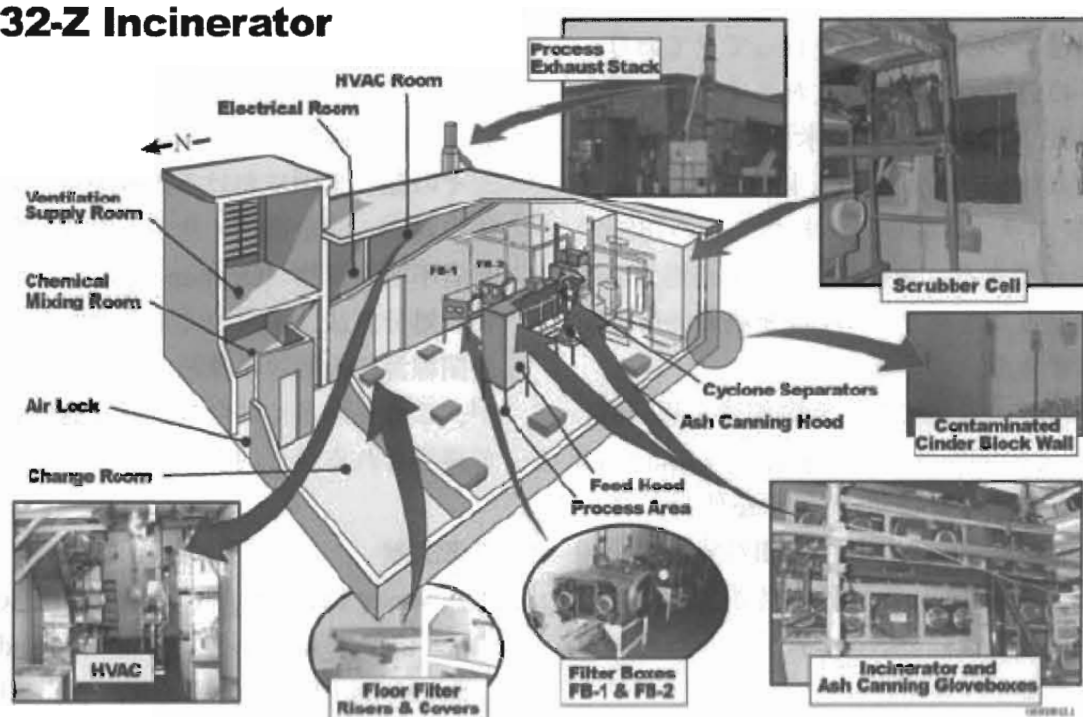 32-Z Incinerator
Process
Exhaust Stack
HVAC Room
Electrical Room
N
Ventilation
Supply Room
Chemical
Mixing Room
Air Lock
Change Room
FB-1
Scrubber Cell
Cyclone Separators
Ash Canning Hood
Contaminated
Cinder Block Wall
Feed Hood
Process Area
HVAC
Floor Filter
Risers & Covers
Filter Boxes
FB-1 & FB-2
Incinerator and
Ash Canning Gloveboxes